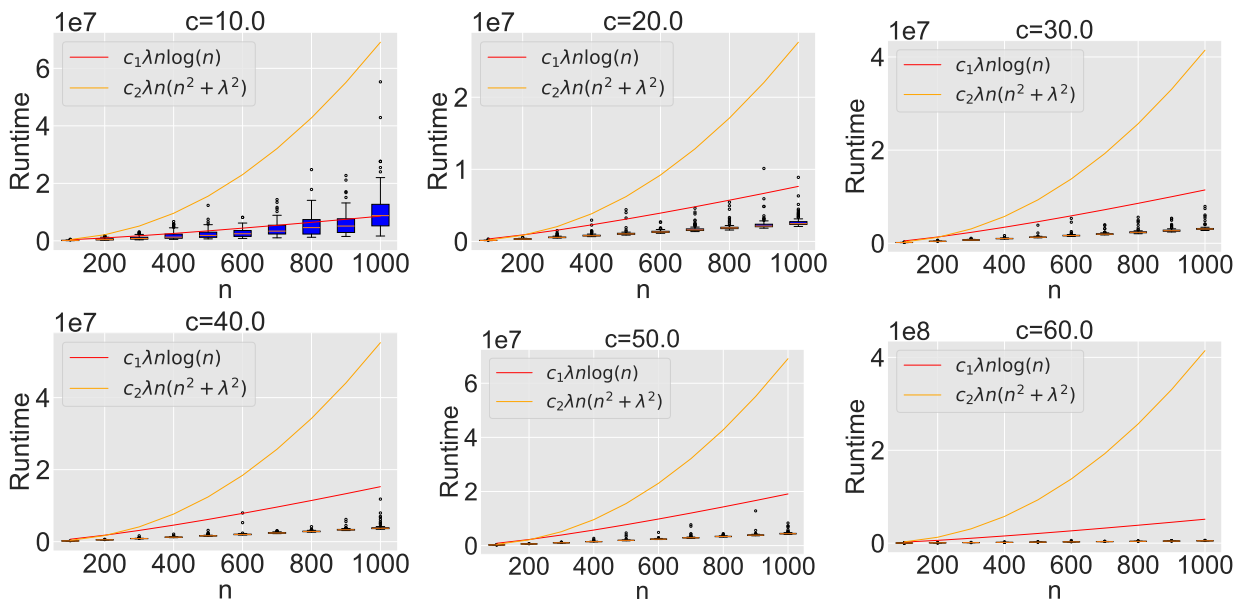 1e7
c=10.0
c₁λnlog(n)
c₂λn(n² + λ²)
Runtime
6
4
2
0
200 400 600 800 1000
n
1e7
c=20.0
c₁λnlog(n)
c₂λn(n² + λ²)
Runtime
2
1
0
200 400 600 800 1000
n
1e7
c=30.0
c₁λnlog(n)
c₂λn(n² + λ²)
Runtime
4
2
0
200 400 600 800 1000
n
1e7
c=40.0
c₁λnlog(n)
c₂λn(n² + λ²)
Runtime
4
2
0
200 400 600 800 1000
n
1e7
c=50.0
c₁λnlog(n)
c₂λn(n² + λ²)
Runtime
6
4
2
0
200 400 600 800 1000
n
1e8
c=60.0
c₁λnlog(n)
c₂λn(n² + λ²)
Runtime
4
2
0
200 400 600 800 1000
n